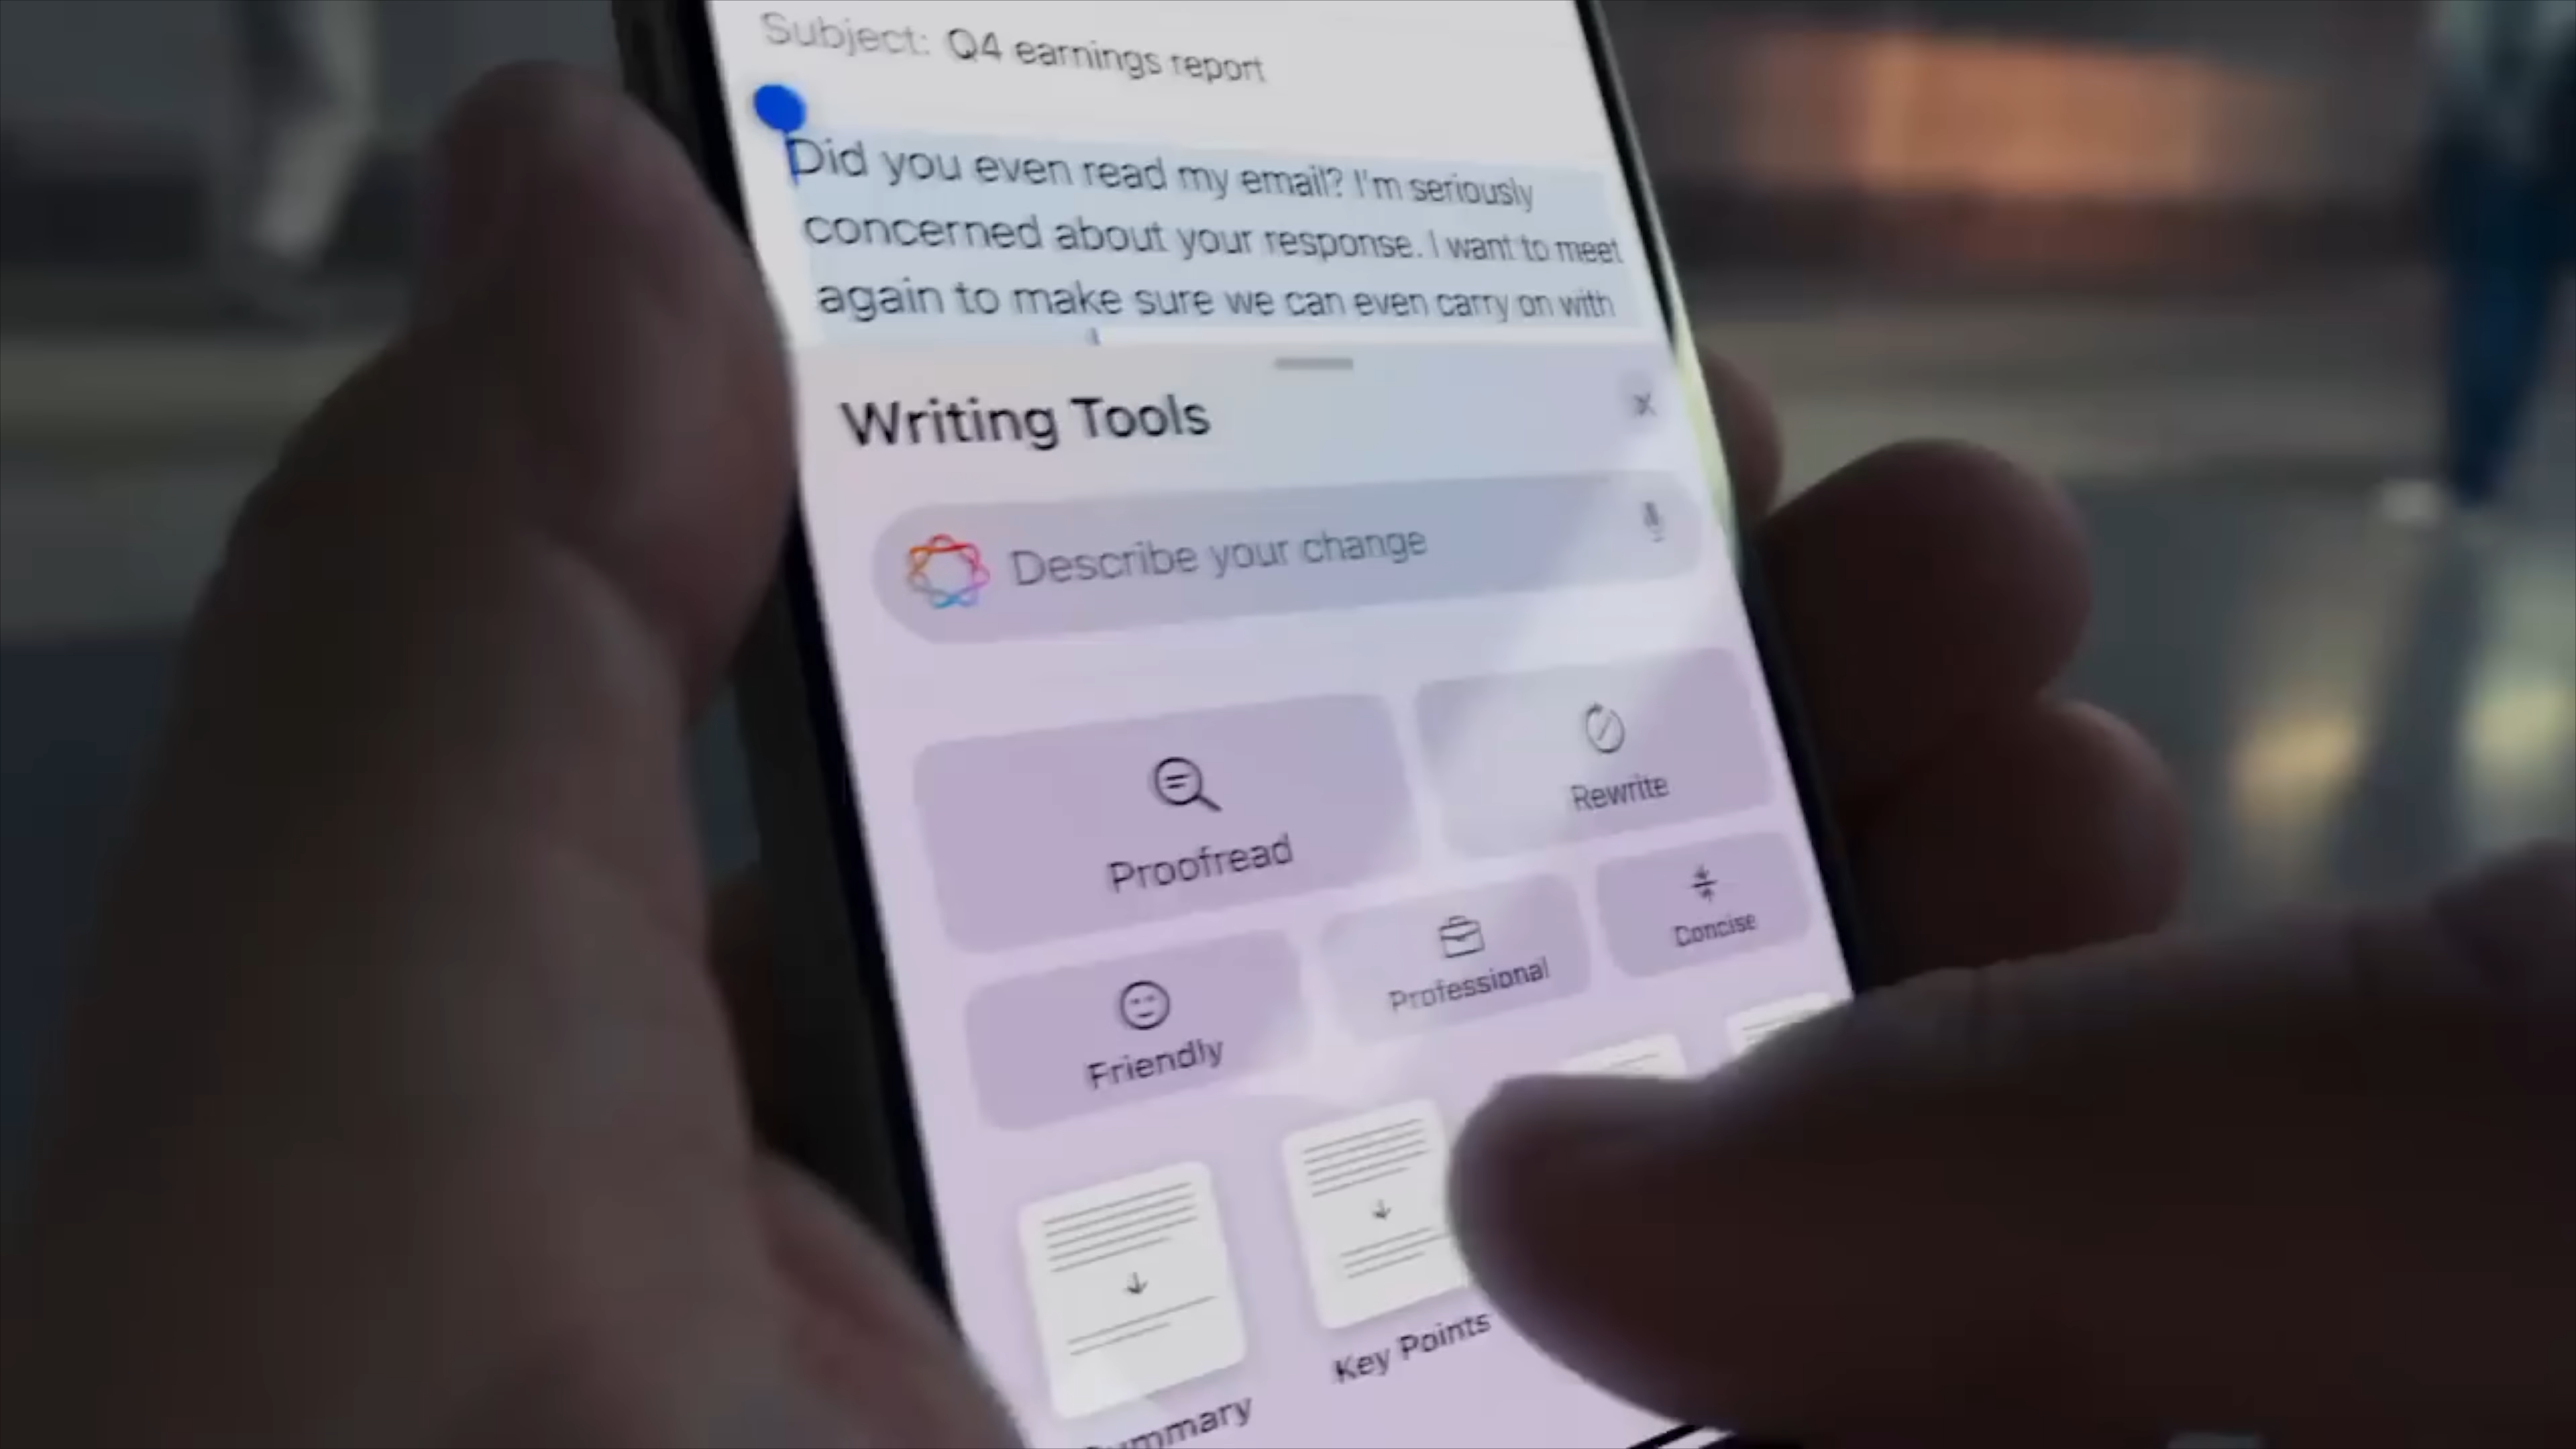 Subject: Q4 earnings report
Did you even read my email? I'm seriously
concerned about your response. I want to meet
again to make sure we can even carry on with
Writing Tools
Describe your change
Proofread
Rewrite
Friendly
Professional
Concise
Key Points